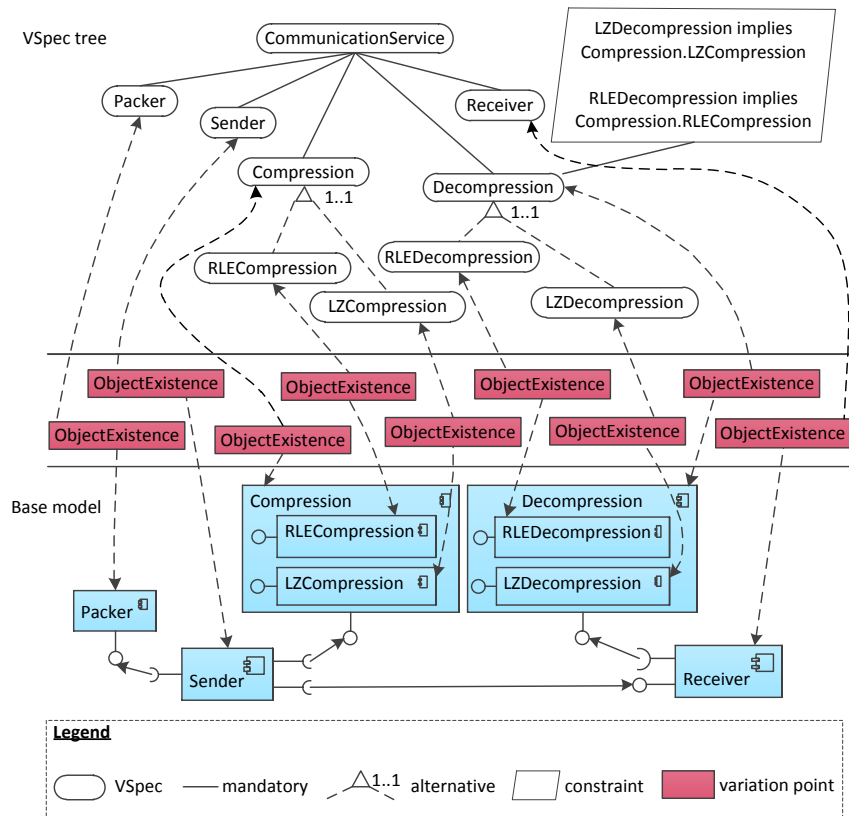 VSpec tree
CommunicationService
LZDecompression implies
Compression.LZCompression
RLEDecompression implies
Compression.RLECompression
Packer
Sender
Receiver
Compression
1..1
Decompression
1..1
RLECompression
RLEDecompression
LZCompression
LZDecompression
ObjectExistence
ObjectExistence
ObjectExistence
ObjectExistence
ObjectExistence
ObjectExistence
ObjectExistence
ObjectExistence
ObjectExistence
Base model
Compression
RLECompression
LZCompression
Decompression
RLEDecompression
LZDecompression
Packer
Sender
Receiver
Legend
VSpec
mandatory
1..1
alternative
constraint
variation point